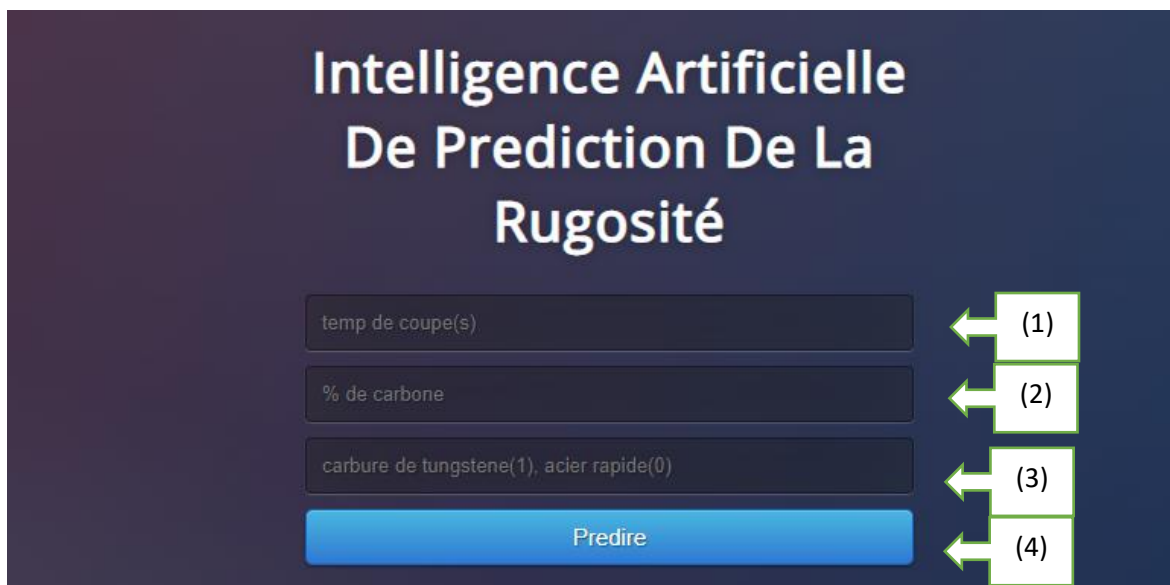 Intelligence Artificielle
De Prediction De La
Rugosité
temp de coupe(s)
(1)
% de carbone
(2)
carbure de tungstene(1), acier rapide(0)
(3)
Predire
(4)